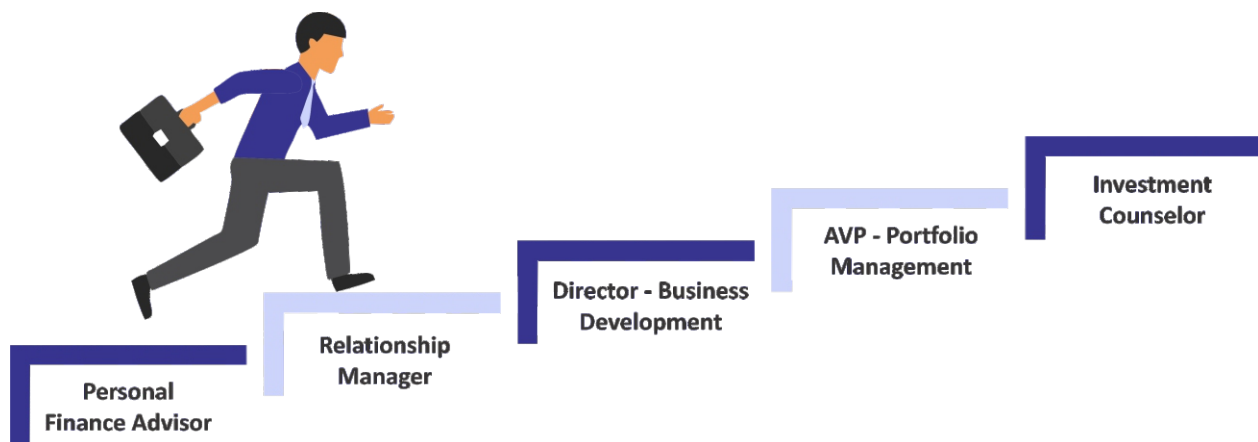 Personal
Finance Advisor
Relationship
Manager
Director - Business
Development
AVP - Portfolio
Management
Investment
Counselor